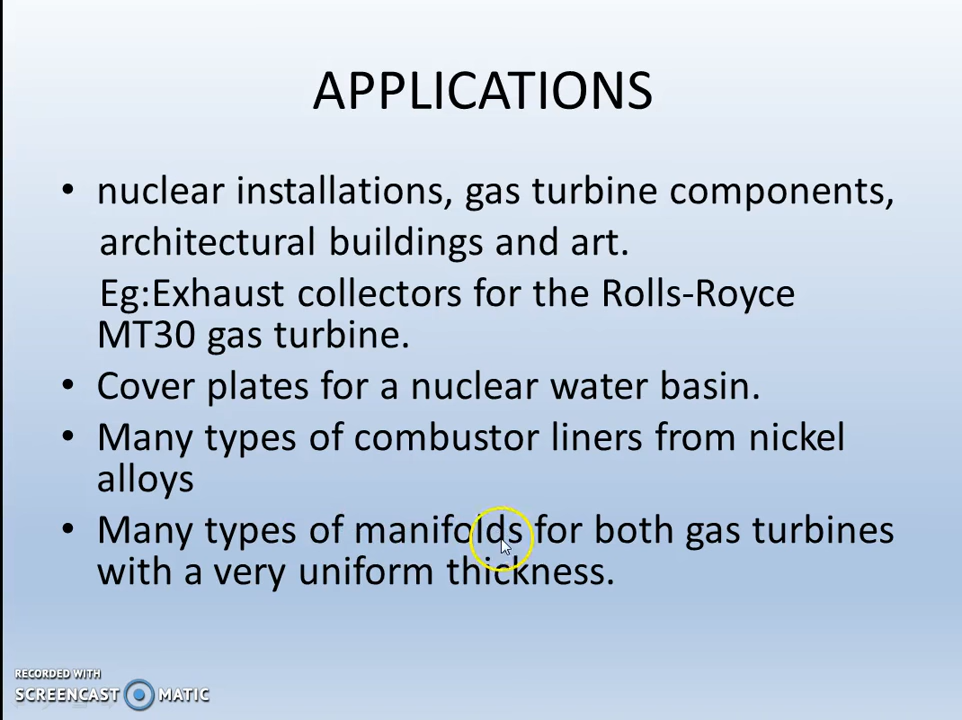 APPLICATIONS
• nuclear installations, gas turbine components,
architectural buildings and art.
Eg:Exhaust collectors for the Rolls-Royce
MT30 gas turbine.
• Cover plates for a nuclear water basin.
• Many types of combustor liners from nickel
alloys
• Many types of manifolds for both gas turbines
with a very uniform thickness.
RECORDED WITH
SCREENCAST MATIC